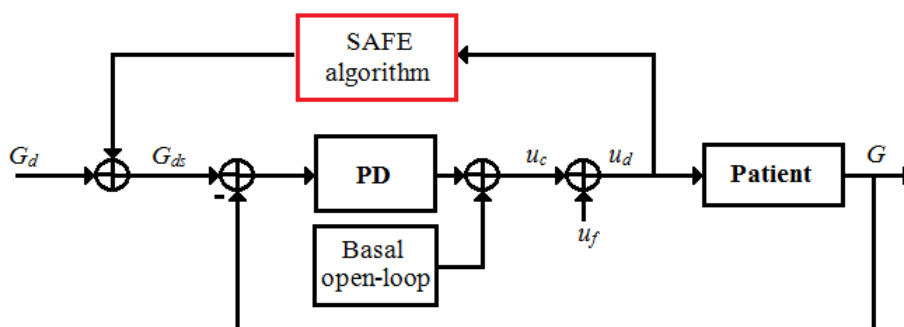 SAFE
algorithm
G_d
G_ds
-
PD
u_c
u_d
Patient
G
u_f
Basal
open-loop